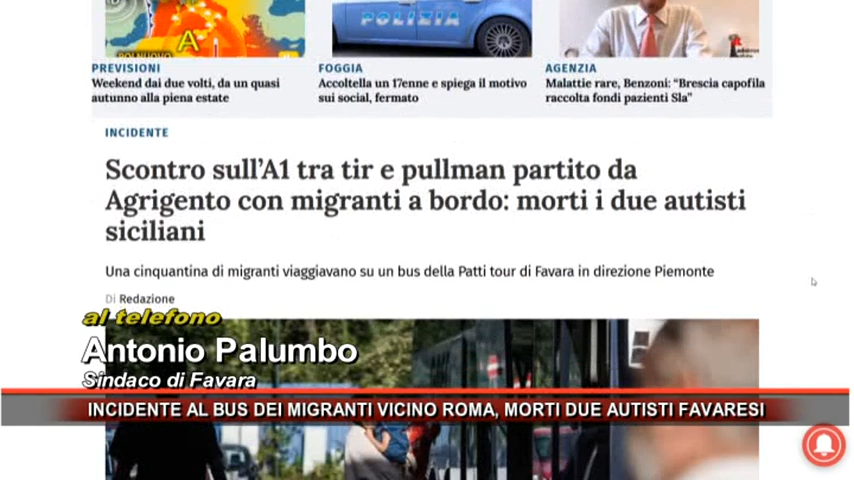 A
BOLNUOVO
POLIZIA
PREVISIONI
Weekend dai due volti, da un quasi
autunno alla piena estate
FOGGIA
Accoltella un 17enne e spiega il motivo
sui social, fermato
AGENZIA
Malattie rare, Benzoni: “Brescia capofila
raccolta fondi pazienti Sla”
INCIDENTE
Scontro sull’A1 tra tir e pullman partito da
Agrigento con migranti a bordo: morti i due autisti
siciliani
Una cinquantina di migranti viaggiavano su un bus della Patti tour di Favara in direzione Piemonte
Di Redazione
al telefono
Antonio Palumbo
Sindaco di Favara
INCIDENTE AL BUS DEI MIGRANTI VICINO ROMA, MORTI DUE AUTISTI FAVARESI